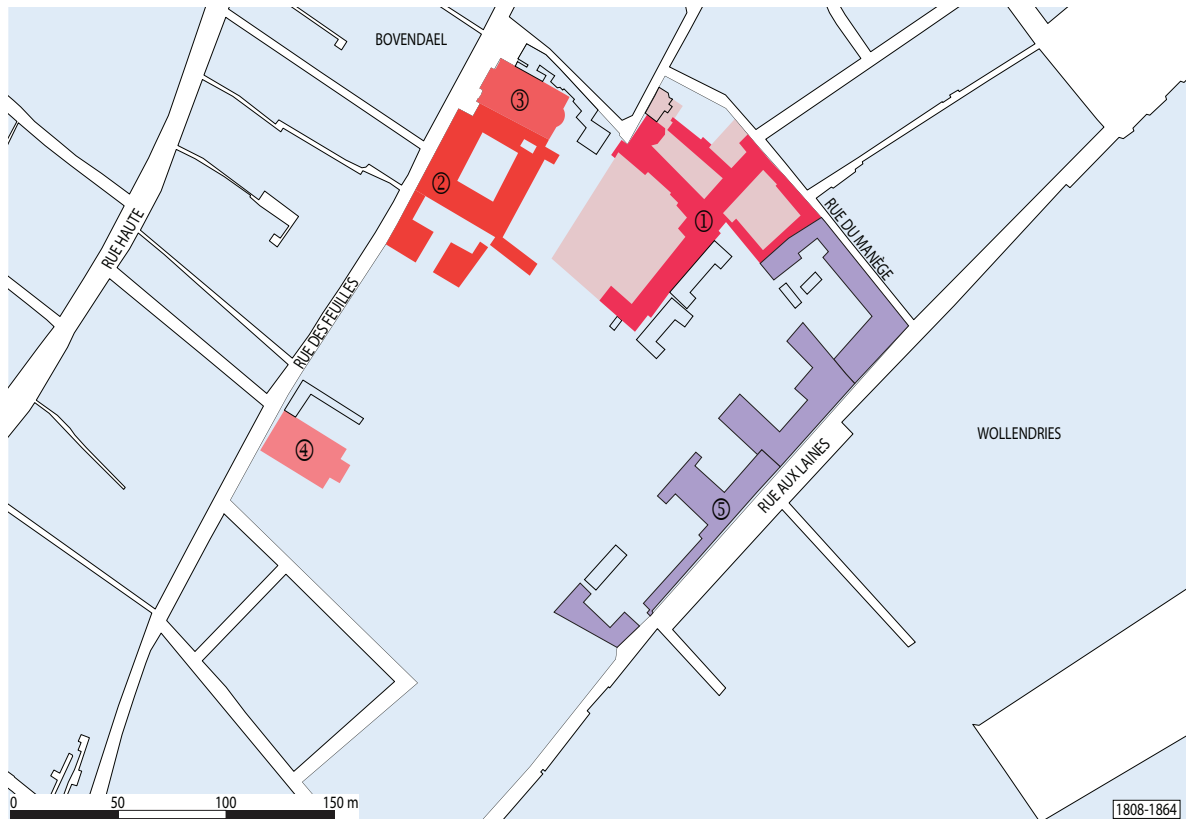 BOVENDAEL
③
①
②
RUE HAUTE
RUE DU MANÈGE
RUE DES FEUILLES
④
WOLLENDRIES
RUE AUX LAINES
⑤
0 50 100 150 m
1808-1864